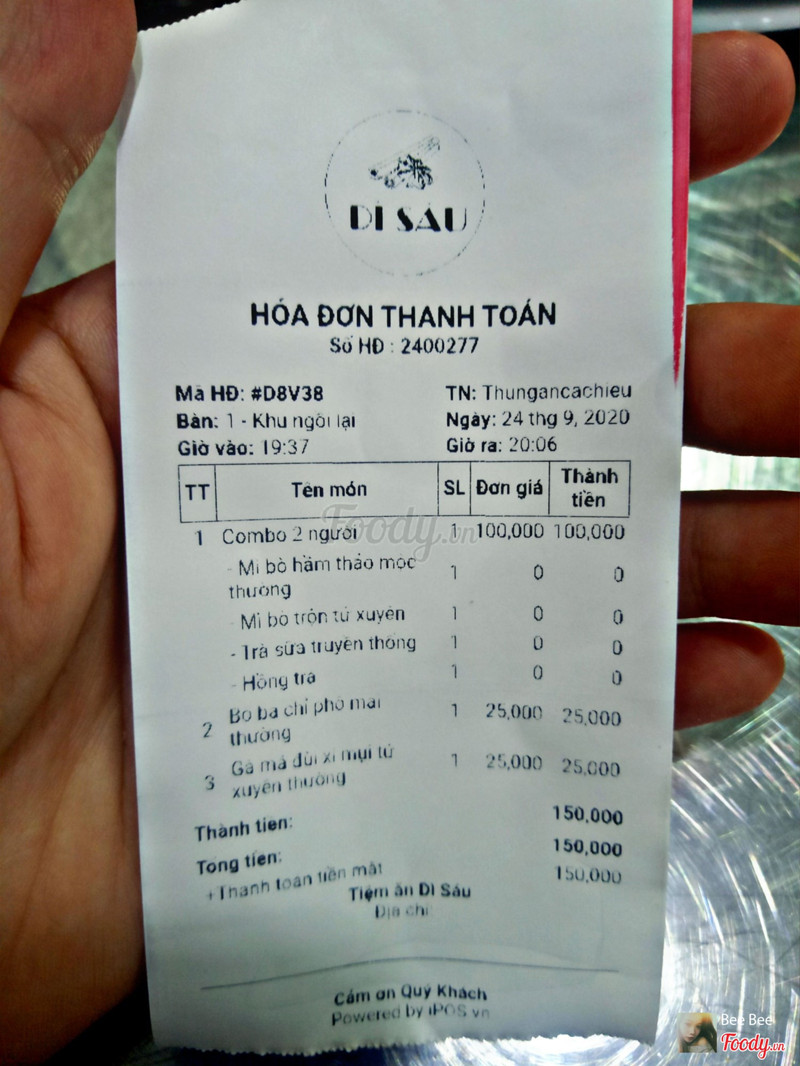 DÌ SÁU
HÓA ĐƠN THANH TOÁN
Số HĐ : 2400277
Mã HĐ: #D8V38 TN: Thungancachieu
Bàn: 1 - Khu ngồi lại Ngày: 24 thg 9, 2020
Giờ vào: 19:37 Giờ ra: 20:06
TT Tên món SL Đơn giá Thành tiền
1 Combo 2 người 1 100,000 100,000
- Mì bò hầm thảo mộc 1 0 0
thường
- Mì bò trộn tứ xuyên 1 0 0
- Trà sữa truyền thống 1 0 0
- Hồng trà 1 0 0
2 Bò ba chỉ phô mai 1 25,000 25,000
thường
3 Gà má đùi xí muội tứ 1 25,000 25,000
xuyên thường
Thành tiền: 150,000
Tổng tiền: 150,000
+Thanh toán tiền mặt 150,000
Tiệm ăn Dì Sáu
Địa chỉ
Cảm ơn Quý Khách
Powered by iPOS.vn
Foody.vn
Bee Bee
Foody.vn